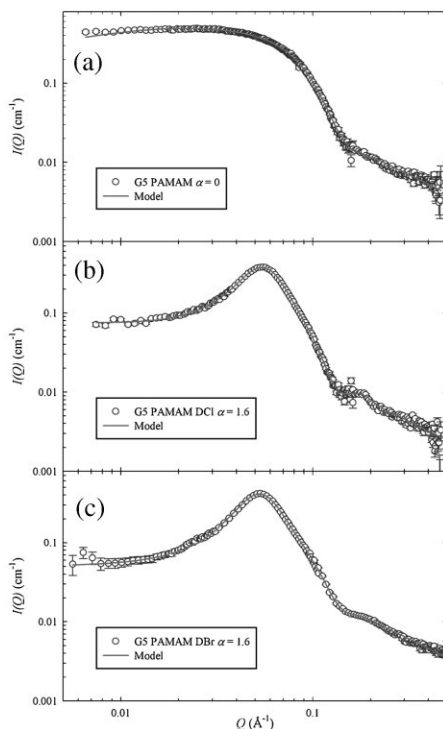 (a)
0.1
0.01
0.001
I(Q) (cm⁻¹)
G5 PAMAM α = 0
Model
(b)
0.1
0.01
0.001
I(Q) (cm⁻¹)
G5 PAMAM DCl α = 1.6
Model
(c)
0.1
0.01
0.001
I(Q) (cm⁻¹)
G5 PAMAM DBr α = 1.6
Model
0.01 0.1
Q (Å⁻¹)